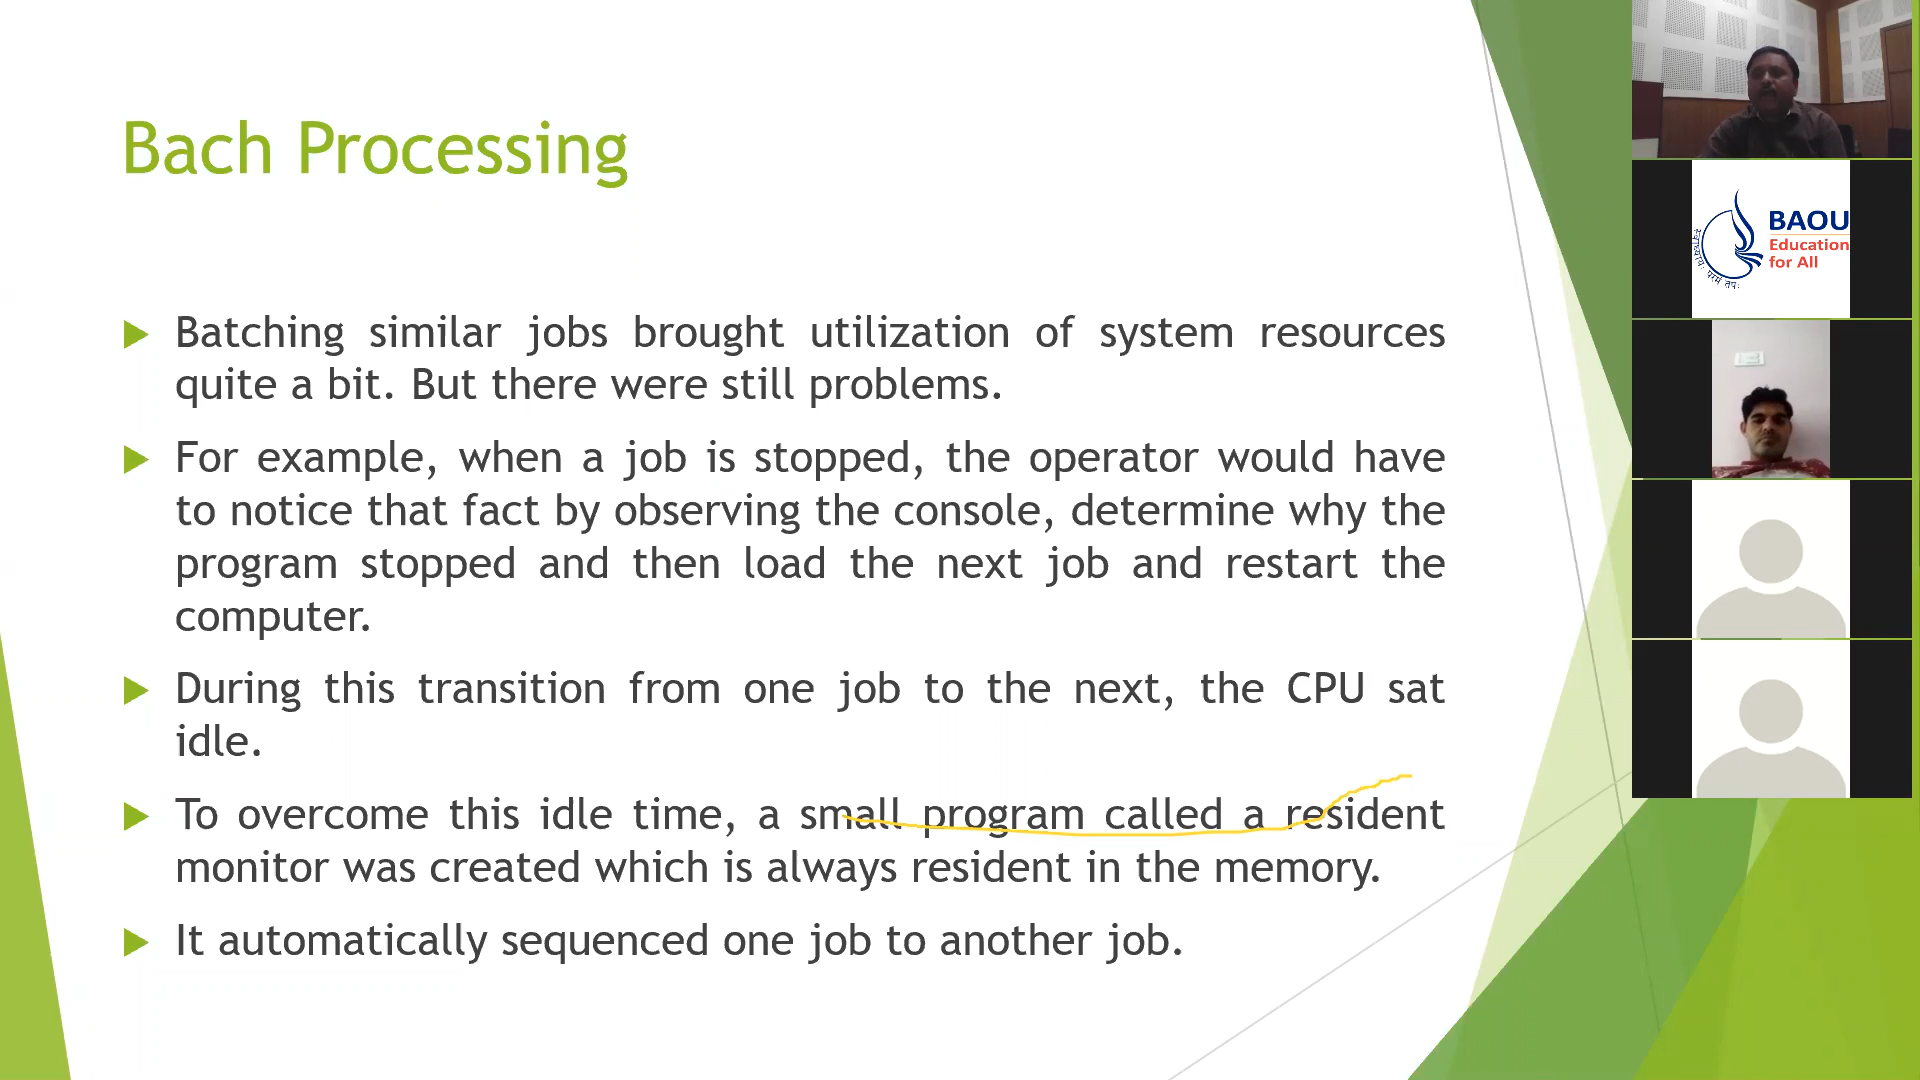 Bach Processing
Batching similar jobs brought utilization of system resources
quite a bit. But there were still problems.
For example, when a job is stopped, the operator would have
to notice that fact by observing the console, determine why the
program stopped and then load the next job and restart the
computer.
During this transition from one job to the next, the CPU sat
idle.
To overcome this idle time, a small program called a resident
monitor was created which is always resident in the memory.
It automatically sequenced one job to another job.
BAOU
Education
for All